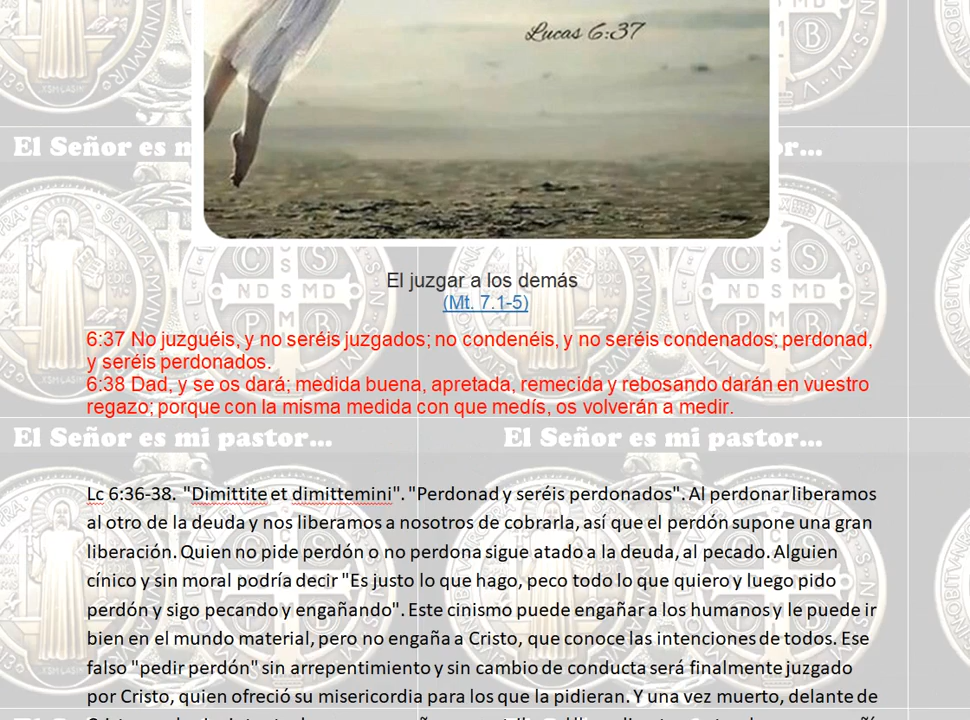 Lucas 6:37
El Señor es m
or...
El juzgar a los demás
(Mt. 7.1-5)
6:37 No juzguéis, y no seréis juzgados; no condenéis, y no seréis condenados; perdonad,
y seréis perdonados.
6:38 Dad, y se os dará; medida buena, apretada, remecida y rebosando darán en vuestro
regazo; porque con la misma medida con que medís, os volverán a medir.
El Señor es mi pastor...
El Señor es mi pastor...
Lc 6:36-38. "Dimittite et dimittemini". "Perdonad y seréis perdonados". Al perdonar liberamos
al otro de la deuda y nos liberamos a nosotros de cobrarla, así que el perdón supone una gran
liberación. Quien no pide perdón o no perdona sigue atado a la deuda, al pecado. Alguien
cínico y sin moral podría decir "Es justo lo que hago, peco todo lo que quiero y luego pido
perdón y sigo pecando y engañando". Este cinismo puede engañar a los humanos y le puede ir
bien en el mundo material, pero no engaña a Cristo, que conoce las intenciones de todos. Ese
falso "pedir perdón" sin arrepentimiento y sin cambio de conducta será finalmente juzgado
por Cristo, quien ofreció su misericordia para los que la pidieran. Y una vez muerto, delante de